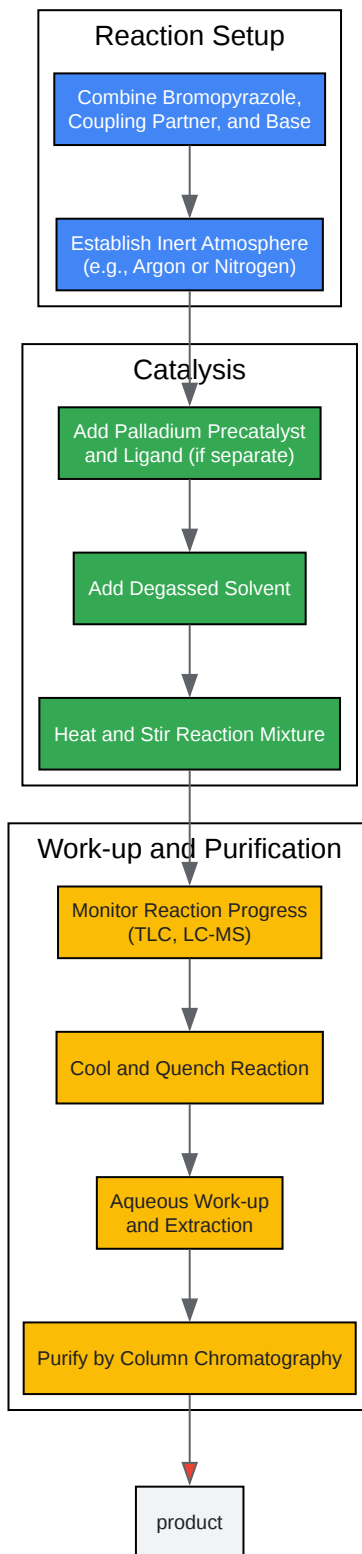 Reaction Setup
Combine Bromopyrazole,
Coupling Partner, and Base
Establish Inert Atmosphere
(e.g., Argon or Nitrogen)
Catalysis
Add Palladium Precatalyst
and Ligand (if separate)
Add Degassed Solvent
Heat and Stir Reaction Mixture
Work-up and Purification
Monitor Reaction Progress
(TLC, LC-MS)
Cool and Quench Reaction
Aqueous Work-up
and Extraction
Purify by Column Chromatography
product